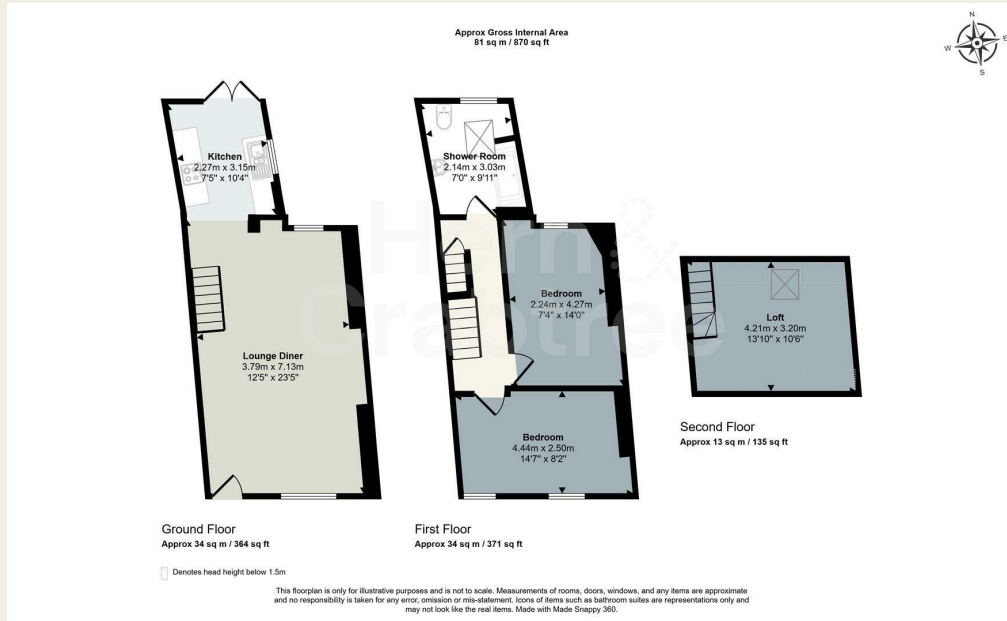 Approx Gross Internal Area
81 sq m / 870 sq ft
N
W
E
S
Kitchen
2.27m x 3.15m
7'5" x 10'4"
Shower Room
2.14m x 3.03m
7'0" x 9'11"
Hern &
Crabtree
Bedroom
2.24m x 4.27m
7'4" x 14'0"
Loft
4.21m x 3.20m
13'10" x 10'6"
Lounge Diner
3.79m x 7.13m
12'5" x 23'5"
Bedroom
4.44m x 2.50m
14'7" x 8'2"
Second Floor
Approx 13 sq m / 135 sq ft
Ground Floor
Approx 34 sq m / 364 sq ft
First Floor
Approx 34 sq m / 371 sq ft
Denotes head height below 1.5m
This floorplan is only for illustrative purposes and is not to scale. Measurements of rooms, doors, windows, and any items are approximate
and no responsibility is taken for any error, omission or mis-statement. Icons of items such as bathroom suites are representations only and
may not look like the real items. Made with Made Snappy 360.